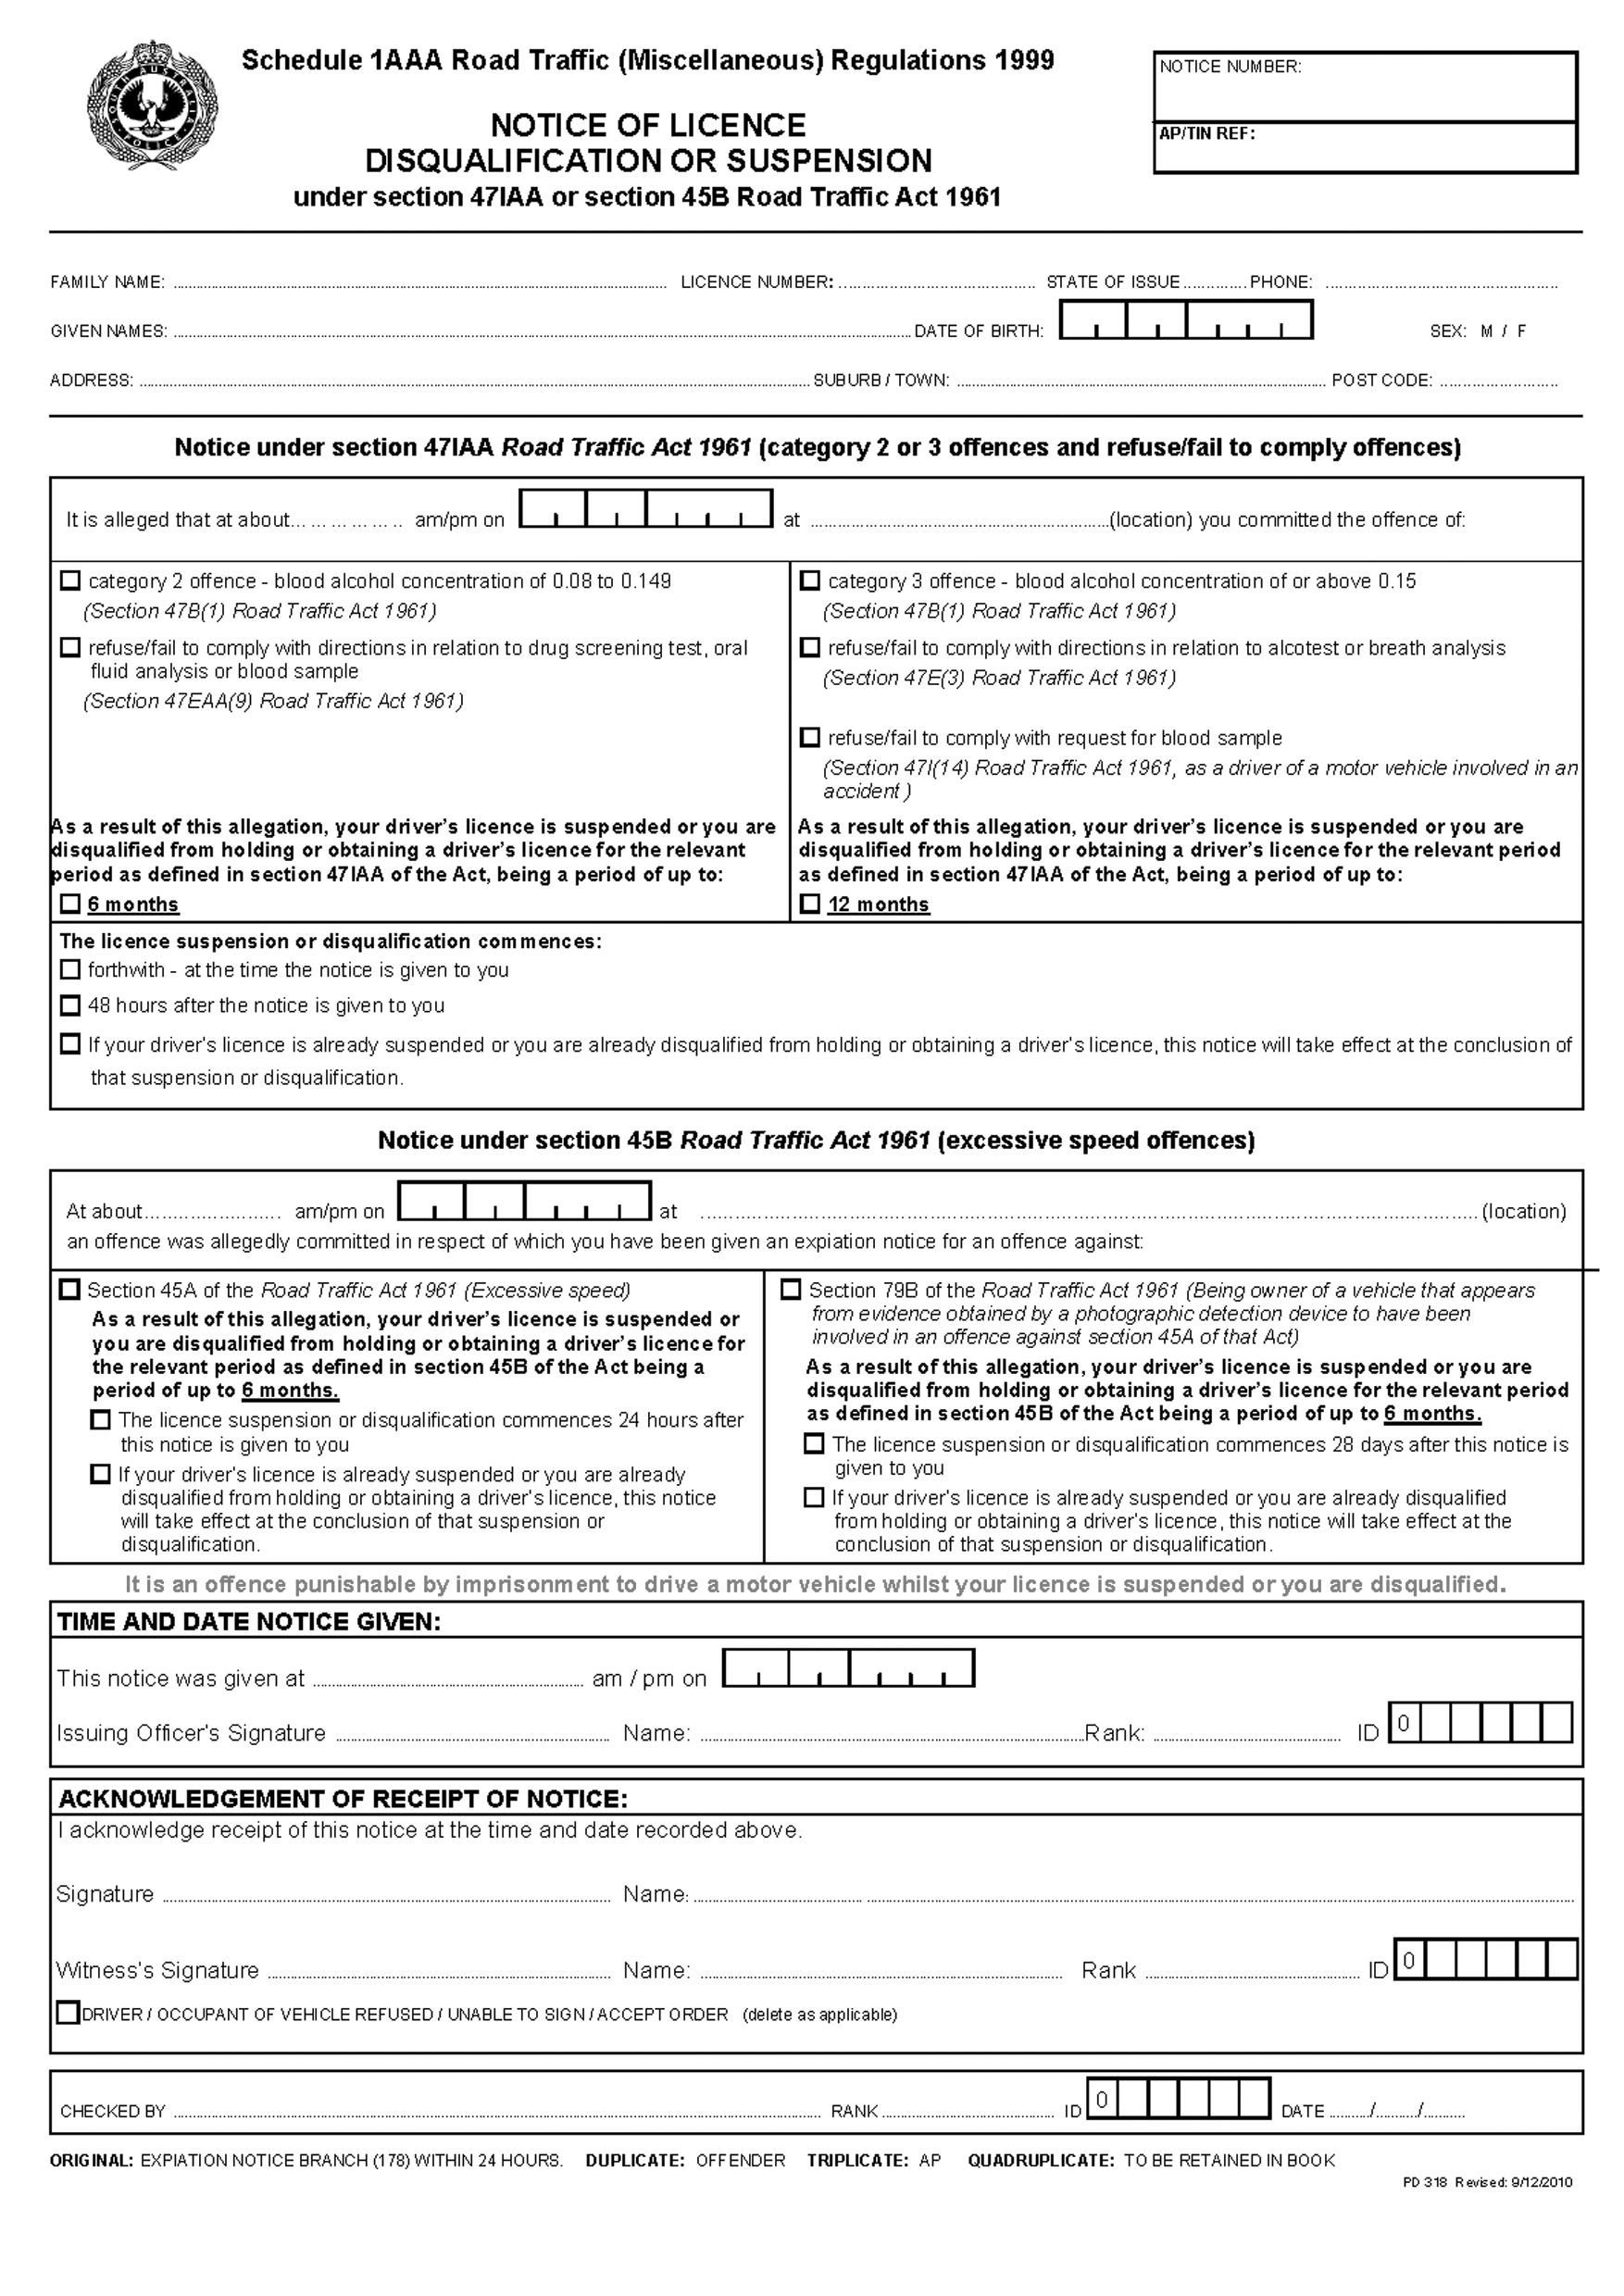 Schedule 1AAA Road Traffic (Miscellaneous) Regulations 1999
NOTICE OF LICENCE
DISQUALIFICATION OR SUSPENSION
under section 47IAA or section 45B Road Traffic Act 1961
SOUTH AUSTRALIA
POLICE
NOTICE NUMBER:
AP/TIN REF:
FAMILY NAME: LICENCE NUMBER: STATE OF ISSUE PHONE:
GIVEN NAMES: DATE OF BIRTH: SEX: M / F
ADDRESS: SUBURB / TOWN: POST CODE:
Notice under section 47IAA Road Traffic Act 1961 (category 2 or 3 offences and refuse/fail to comply offences)
It is alleged that at about... ... ... ... .. am/pm on at (location) you committed the offence of:
category 2 offence - blood alcohol concentration of 0.08 to 0.149
(Section 47B(1) Road Traffic Act 1961)
refuse/fail to comply with directions in relation to drug screening test, oral
fluid analysis or blood sample
(Section 47EAA(9) Road Traffic Act 1961)
As a result of this allegation, your driver's licence is suspended or you are
disqualified from holding or obtaining a driver's licence for the relevant
period as defined in section 47IAA of the Act, being a period of up to:
6 months
category 3 offence - blood alcohol concentration of or above 0.15
(Section 47B(1) Road Traffic Act 1961)
refuse/fail to comply with directions in relation to alcotest or breath analysis
(Section 47E(3) Road Traffic Act 1961)
refuse/fail to comply with request for blood sample
(Section 47I(14) Road Traffic Act 1961, as a driver of a motor vehicle involved in an
accident )
As a result of this allegation, your driver's licence is suspended or you are
disqualified from holding or obtaining a driver's licence for the relevant period
as defined in section 47IAA of the Act, being a period of up to:
12 months
The licence suspension or disqualification commences:
forthwith - at the time the notice is given to you
48 hours after the notice is given to you
If your driver's licence is already suspended or you are already disqualified from holding or obtaining a driver's licence, this notice will take effect at the conclusion of
that suspension or disqualification.
Notice under section 45B Road Traffic Act 1961 (excessive speed offences)
At about........................ am/pm on at (location)
an offence was allegedly committed in respect of which you have been given an expiation notice for an offence against:
Section 45A of the Road Traffic Act 1961 (Excessive speed)
As a result of this allegation, your driver's licence is suspended or
you are disqualified from holding or obtaining a driver's licence for
the relevant period as defined in section 45B of the Act being a
period of up to 6 months.
The licence suspension or disqualification commences 24 hours after
this notice is given to you
If your driver's licence is already suspended or you are already
disqualified from holding or obtaining a driver's licence, this notice
will take effect at the conclusion of that suspension or
disqualification.
Section 79B of the Road Traffic Act 1961 (Being owner of a vehicle that appears
from evidence obtained by a photographic detection device to have been
involved in an offence against section 45A of that Act)
As a result of this allegation, your driver's licence is suspended or you are
disqualified from holding or obtaining a driver's licence for the relevant period
as defined in section 45B of the Act being a period of up to 6 months.
The licence suspension or disqualification commences 28 days after this notice is
given to you
If your driver's licence is already suspended or you are already disqualified
from holding or obtaining a driver's licence, this notice will take effect at the
conclusion of that suspension or disqualification.
It is an offence punishable by imprisonment to drive a motor vehicle whilst your licence is suspended or you are disqualified.
TIME AND DATE NOTICE GIVEN:
This notice was given at am / pm on
Issuing Officer's Signature Name: Rank: ID 0
ACKNOWLEDGEMENT OF RECEIPT OF NOTICE:
I acknowledge receipt of this notice at the time and date recorded above.
Signature Name:
Witness's Signature Name: Rank ID 0
DRIVER / OCCUPANT OF VEHICLE REFUSED / UNABLE TO SIGN / ACCEPT ORDER (delete as applicable)
CHECKED BY RANK ID 0 DATE ........./........./.........
ORIGINAL: EXPIATION NOTICE BRANCH (178) WITHIN 24 HOURS. DUPLICATE: OFFENDER TRIPLICATE: AP QUADRUPLICATE: TO BE RETAINED IN BOOK
PD 318 Revised: 9/12/2010